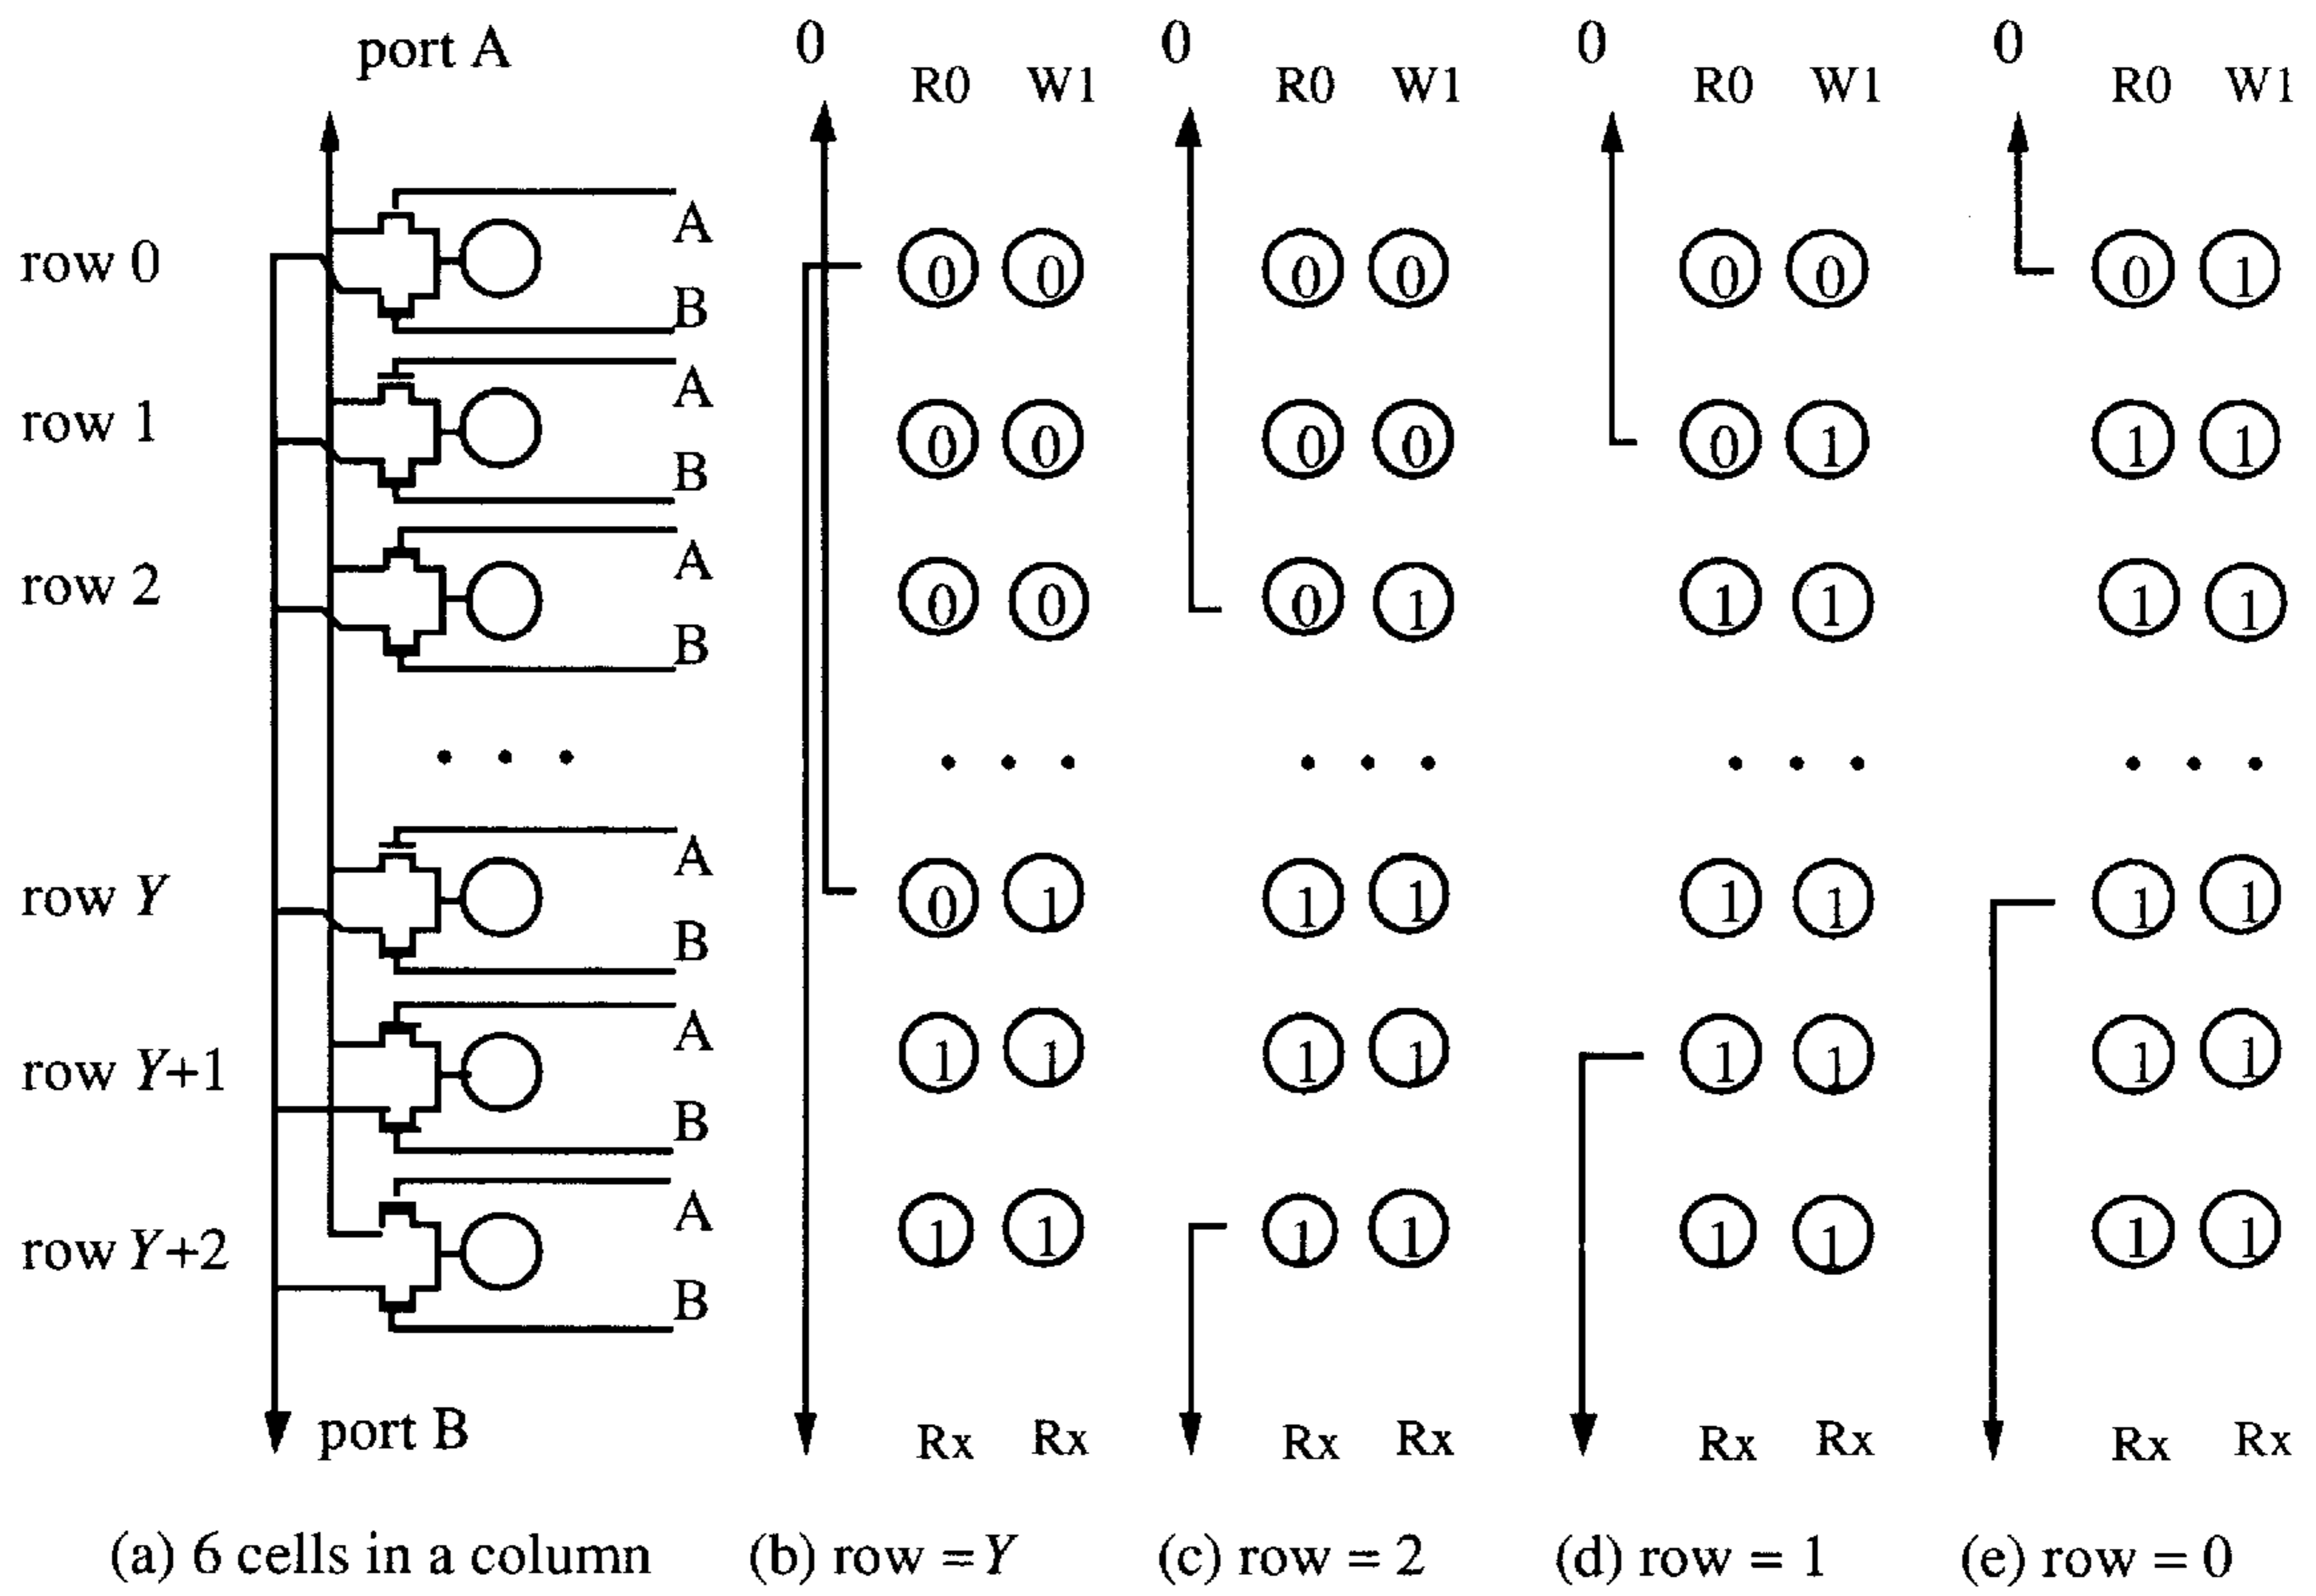 port A 0 R0 W1 0 R0 W1 0 R0 W1 0 R0 W1
A
row 0 0 0 0 0 0 0 0 1
B
A
row 1 0 0 0 0 0 1 1 1
B
A
row 2 0 0 0 1 1 1 1 1
B
. . . . . . . . . . . . . . .
A
row Y 0 1 1 1 1 1 1 1
B
A
row Y+1 1 1 1 1 1 1 1 1
B
A
row Y+2 1 1 1 1 1 1 1 1
B
port B Rx Rx Rx Rx Rx Rx Rx Rx
(a) 6 cells in a column (b) row = Y (c) row = 2 (d) row = 1 (e) row = 0